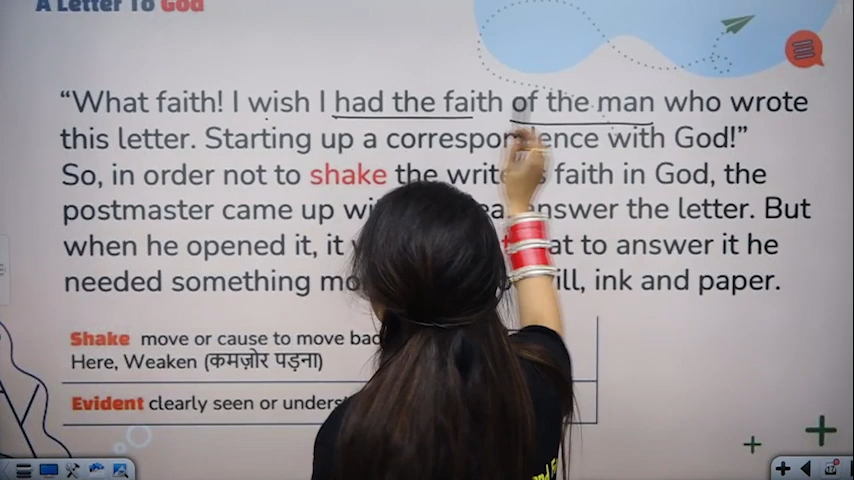 A Letter To God
“What faith! I wish I had the faith of the man who wrote
this letter. Starting up a correspondence with God!”
So, in order not to shake the writer's faith in God, the
postmaster came up answer the letter. But
when he opened it, it to answer it he
needed something ink and paper.
Shake move or cause to move
Here, Weaken (कमज़ोर पड़ना)
Evident clearly seen or